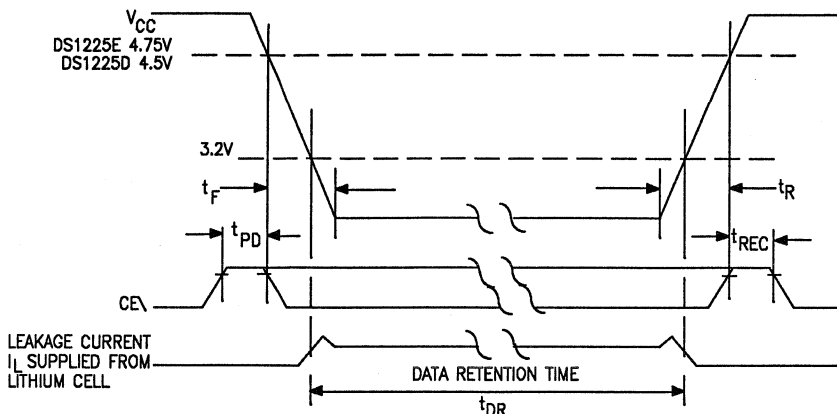 VCC
DS1225E 4.75V
DS1225D 4.5V
3.2V
tF
tR
tPD
tREC
CE\
LEAKAGE CURRENT
IL SUPPLIED FROM
LITHIUM CELL
DATA RETENTION TIME
tDR